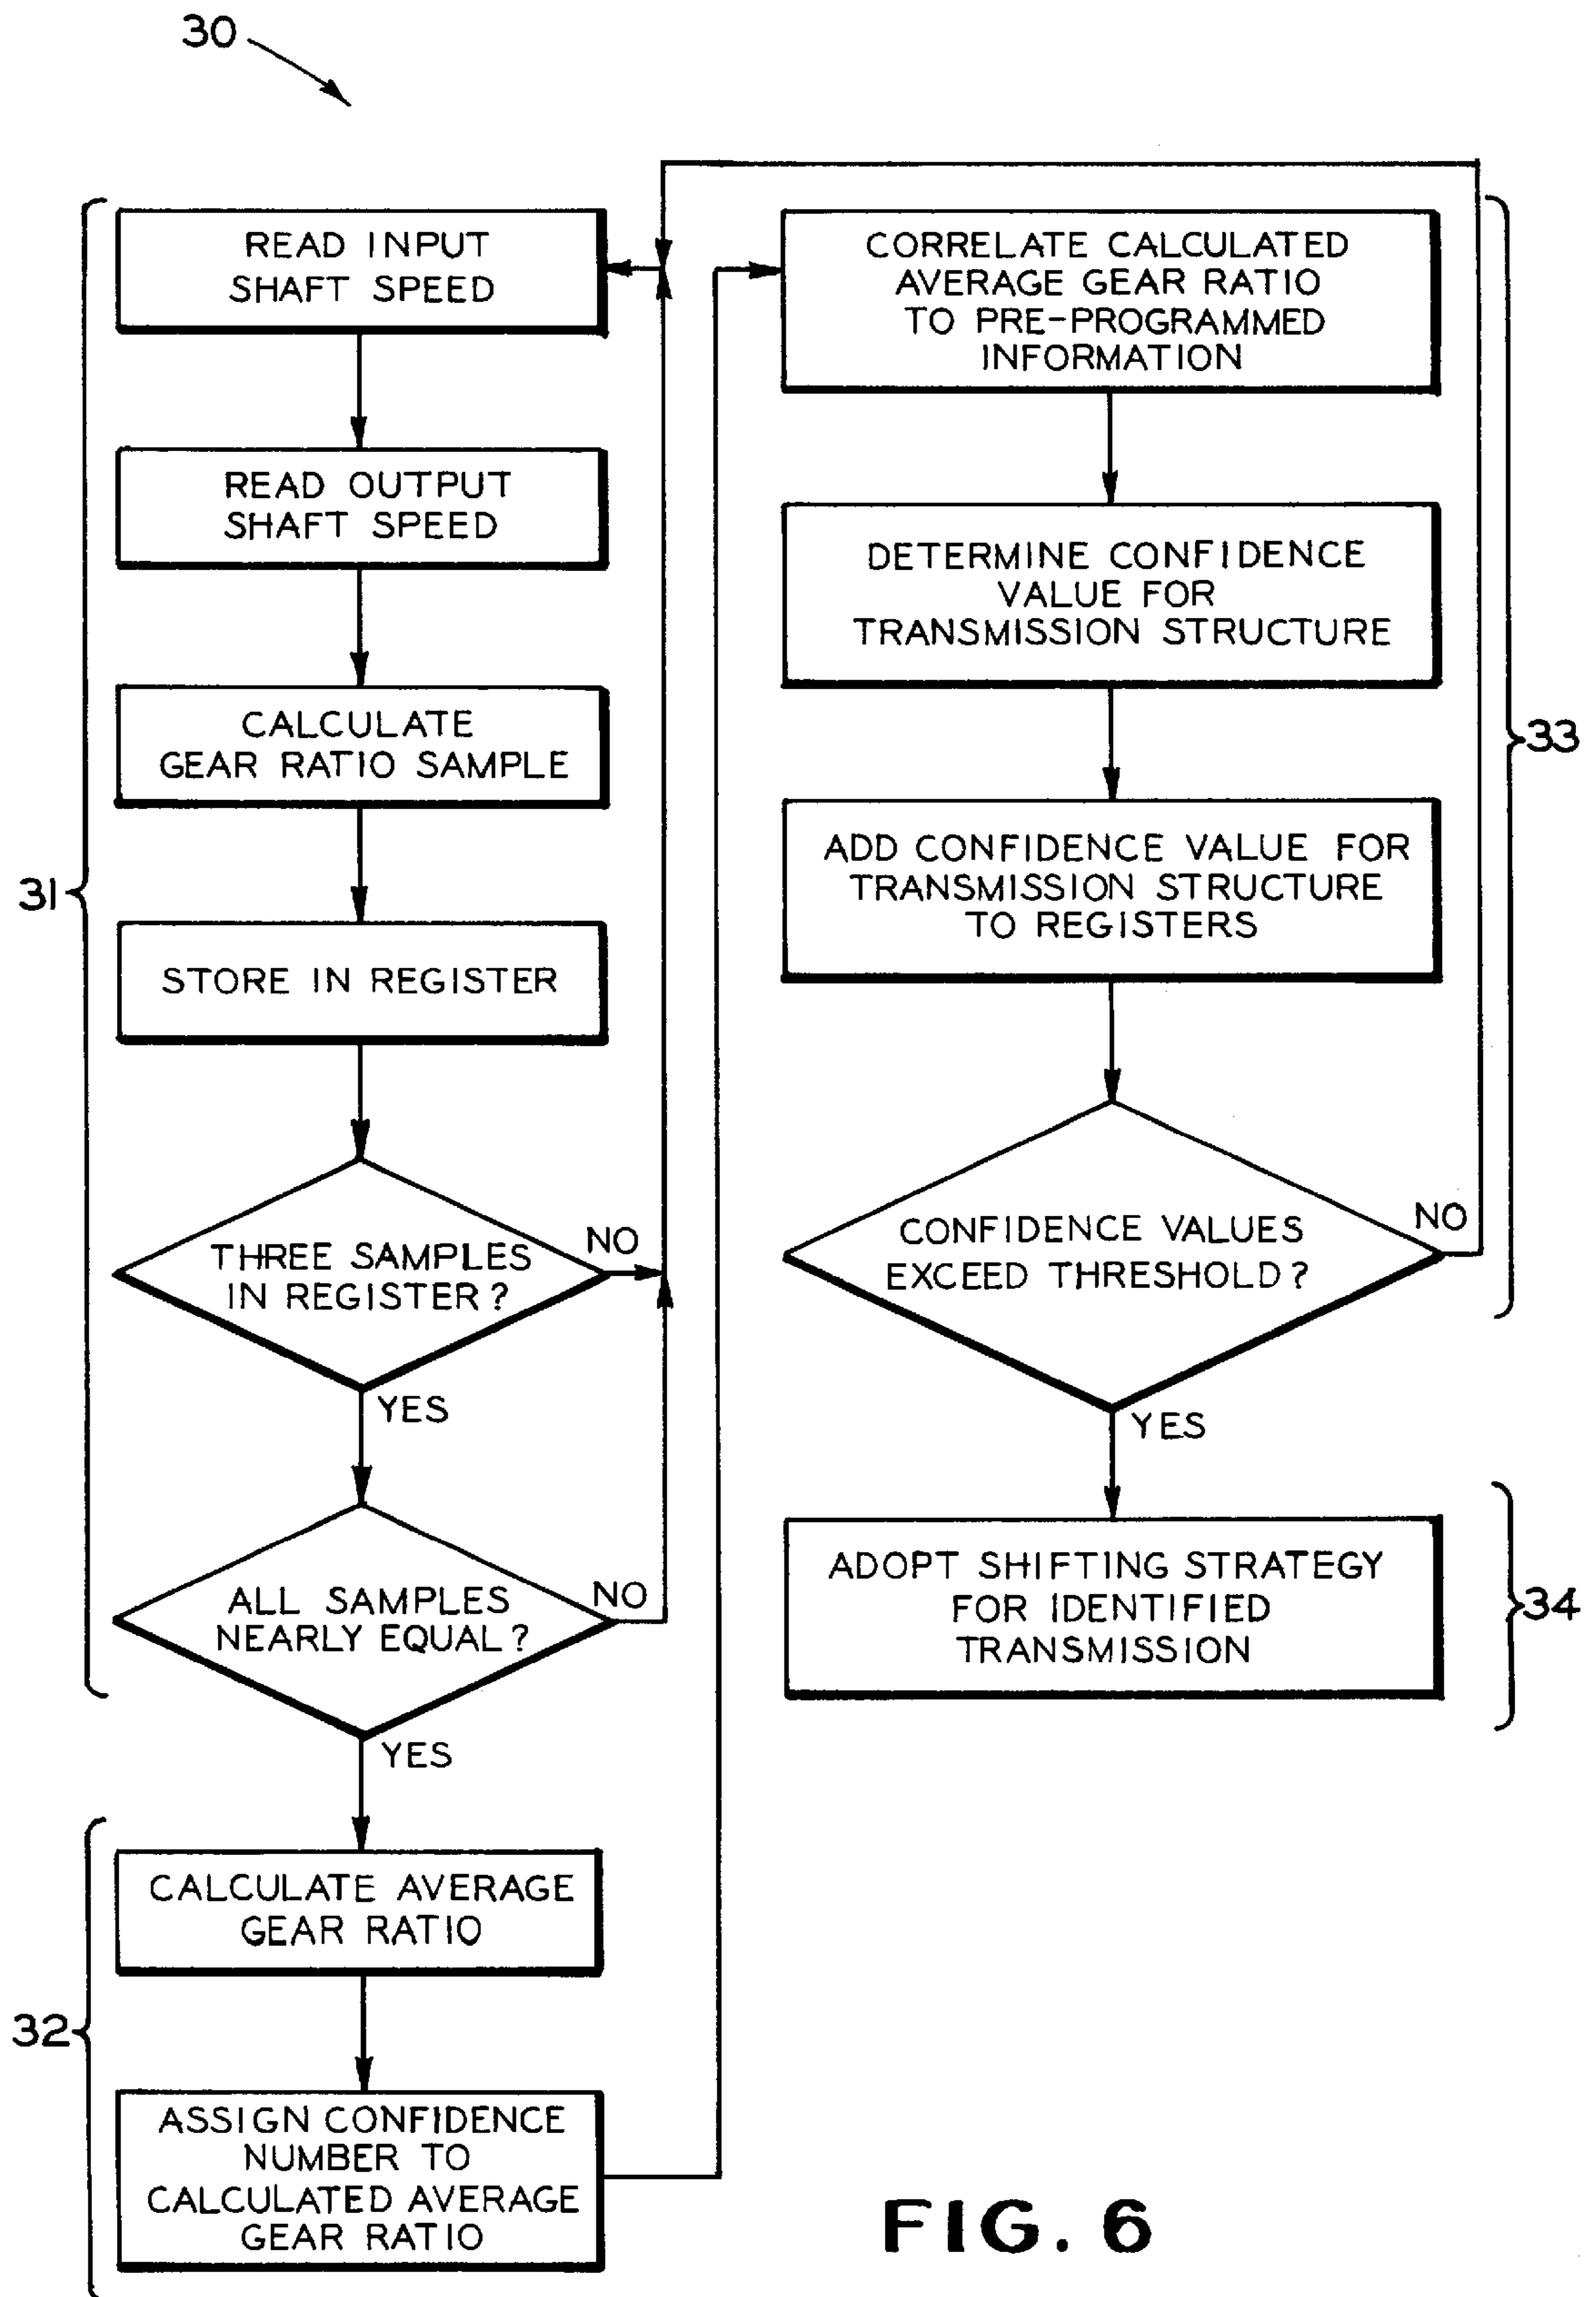 30
READ INPUT
SHAFT SPEED
READ OUTPUT
SHAFT SPEED
CALCULATE
GEAR RATIO SAMPLE
31
STORE IN REGISTER
THREE SAMPLES
IN REGISTER?
NO
YES
ALL SAMPLES
NEARLY EQUAL?
NO
YES
CALCULATE AVERAGE
GEAR RATIO
32
ASSIGN CONFIDENCE
NUMBER TO
CALCULATED AVERAGE
GEAR RATIO
CORRELATE CALCULATED
AVERAGE GEAR RATIO
TO PRE-PROGRAMMED
INFORMATION
DETERMINE CONFIDENCE
VALUE FOR
TRANSMISSION STRUCTURE
33
ADD CONFIDENCE VALUE FOR
TRANSMISSION STRUCTURE
TO REGISTERS
CONFIDENCE VALUES
EXCEED THRESHOLD?
NO
YES
ADOPT SHIFTING STRATEGY
FOR IDENTIFIED
TRANSMISSION
34
FIG. 6